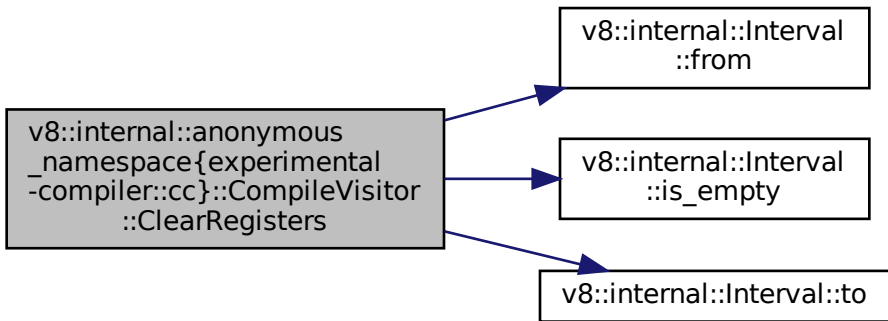 v8::internal::anonymous
_namespace{experimental
-compiler::cc}::CompileVisitor
::ClearRegisters
v8::internal::Interval
::from
v8::internal::Interval
::is_empty
v8::internal::Interval::to